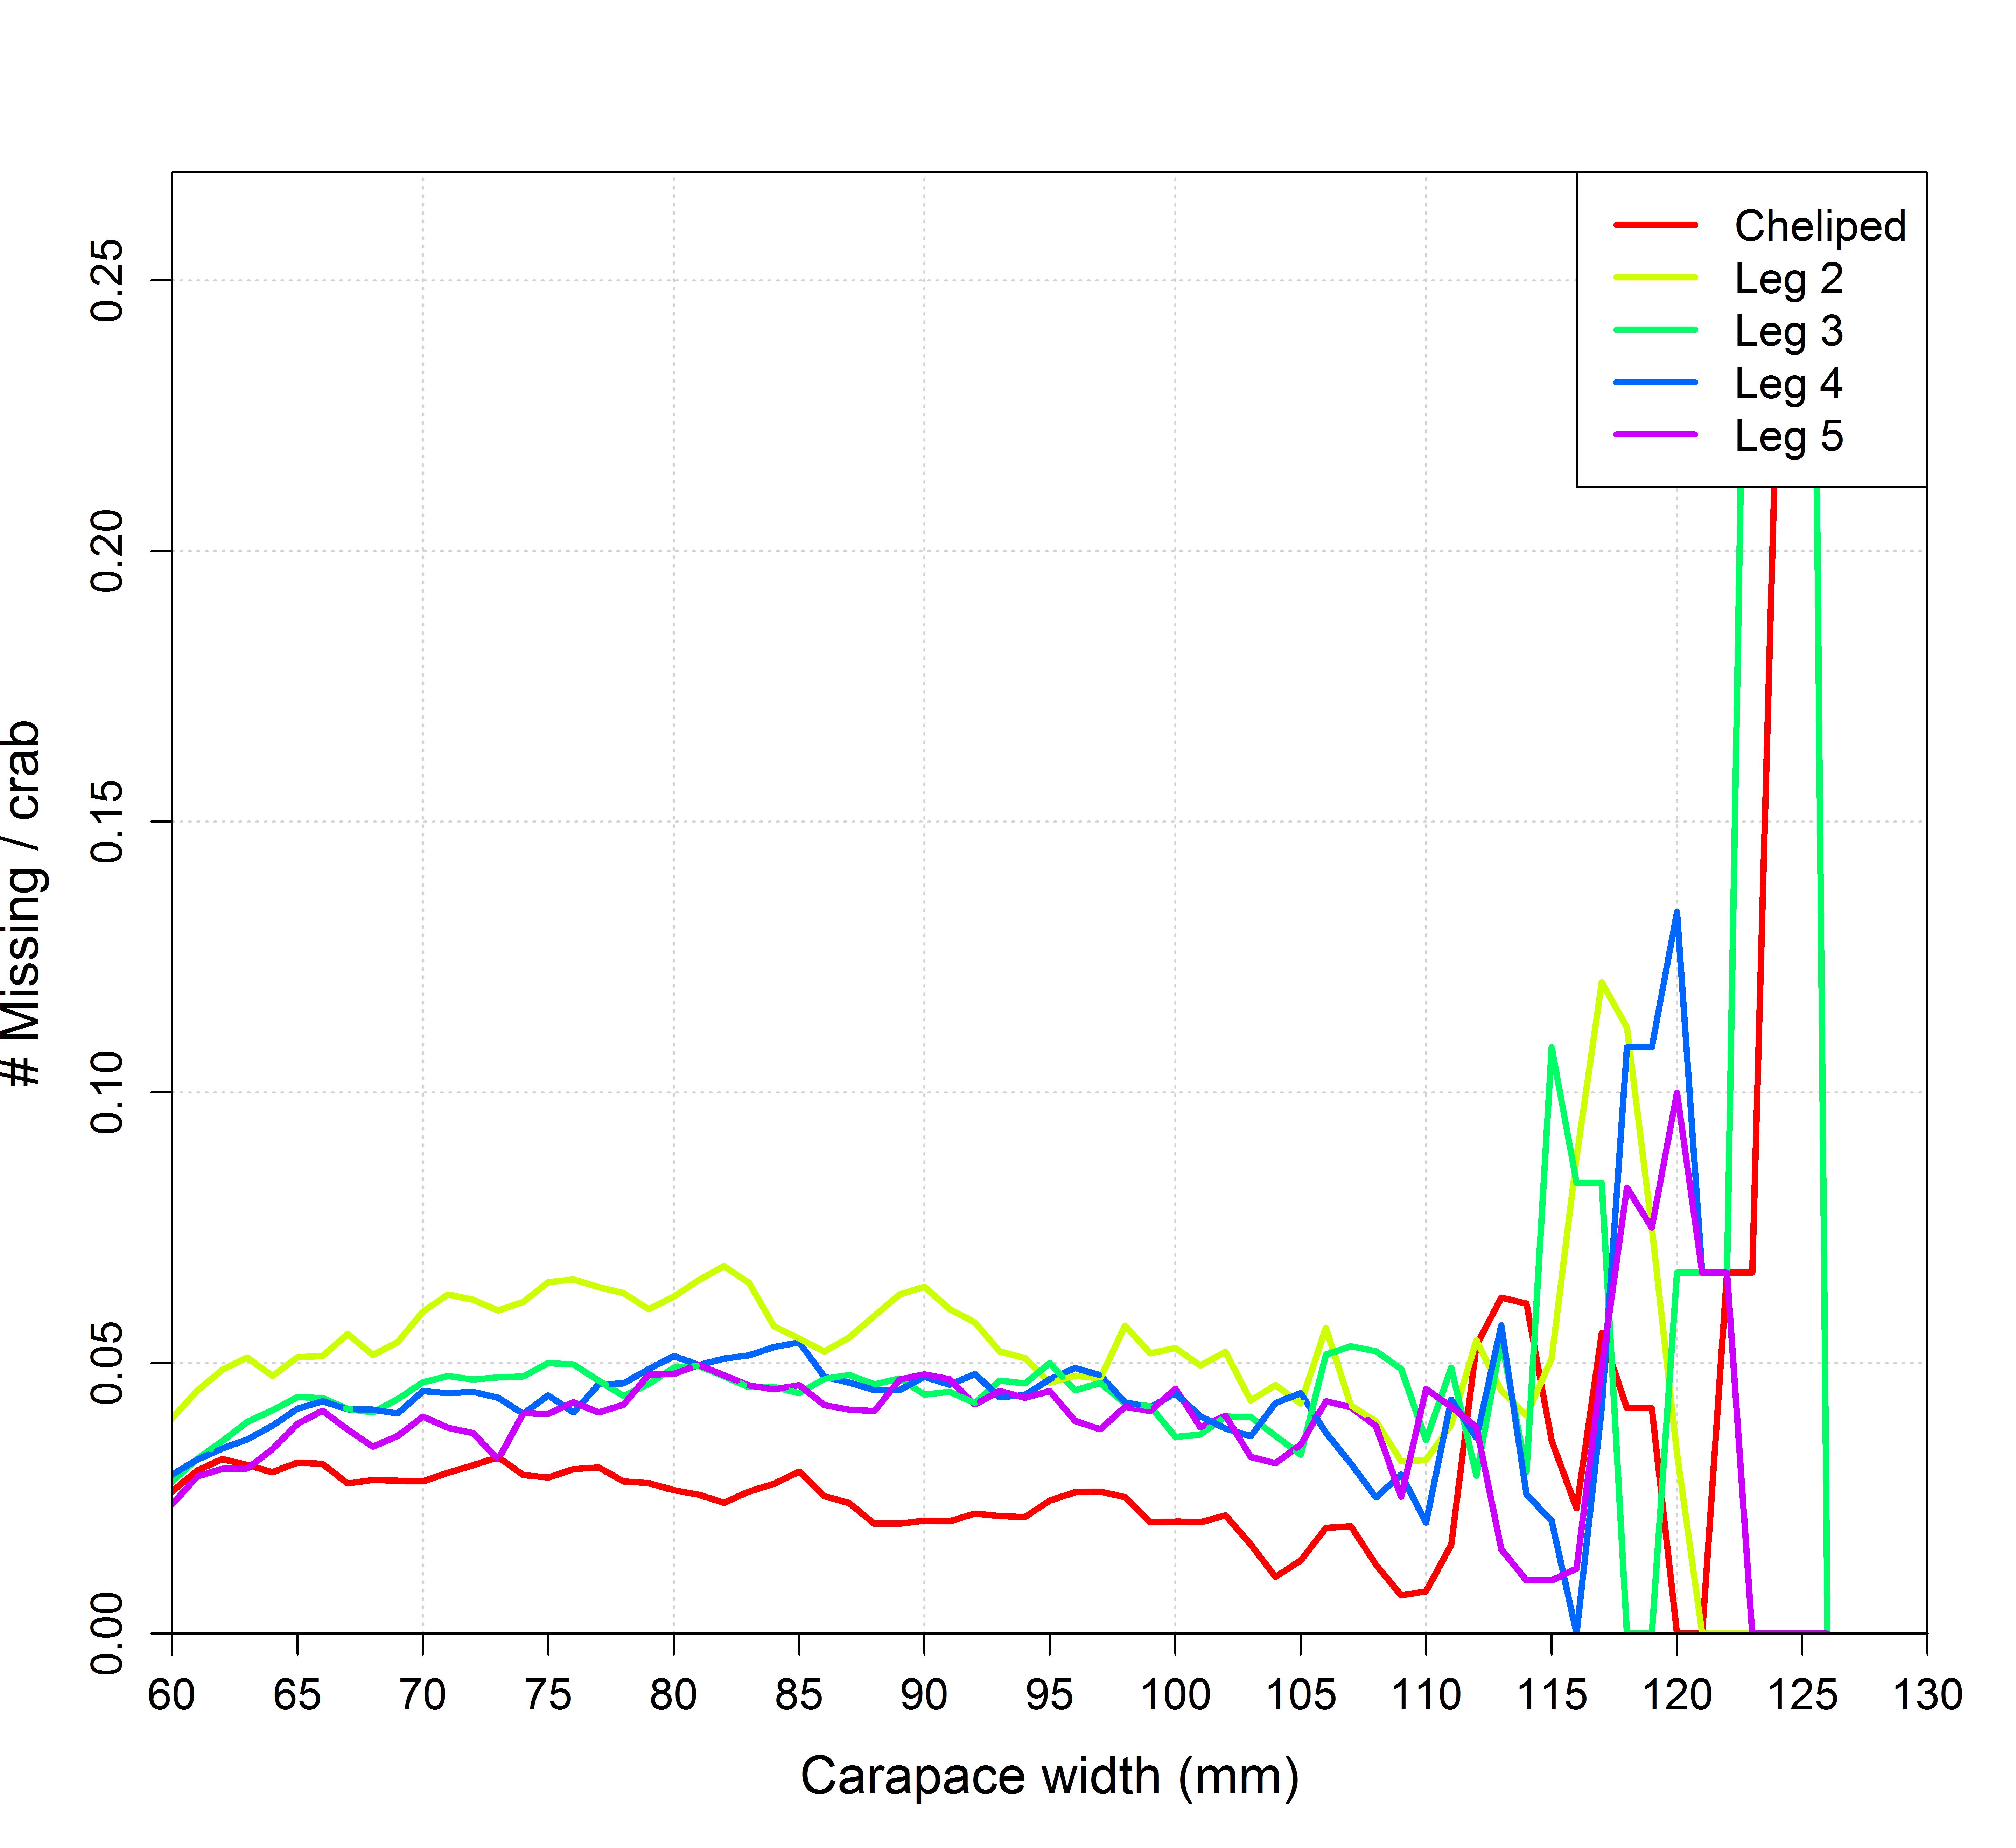 Cheliped
Leg 2
Leg 3
Leg 4
Leg 5
# Missing / crab
0.25
0.20
0.15
0.10
0.05
0.00
60 65 70 75 80 85 90 95 100 105 110 115 120 125 130
Carapace width (mm)